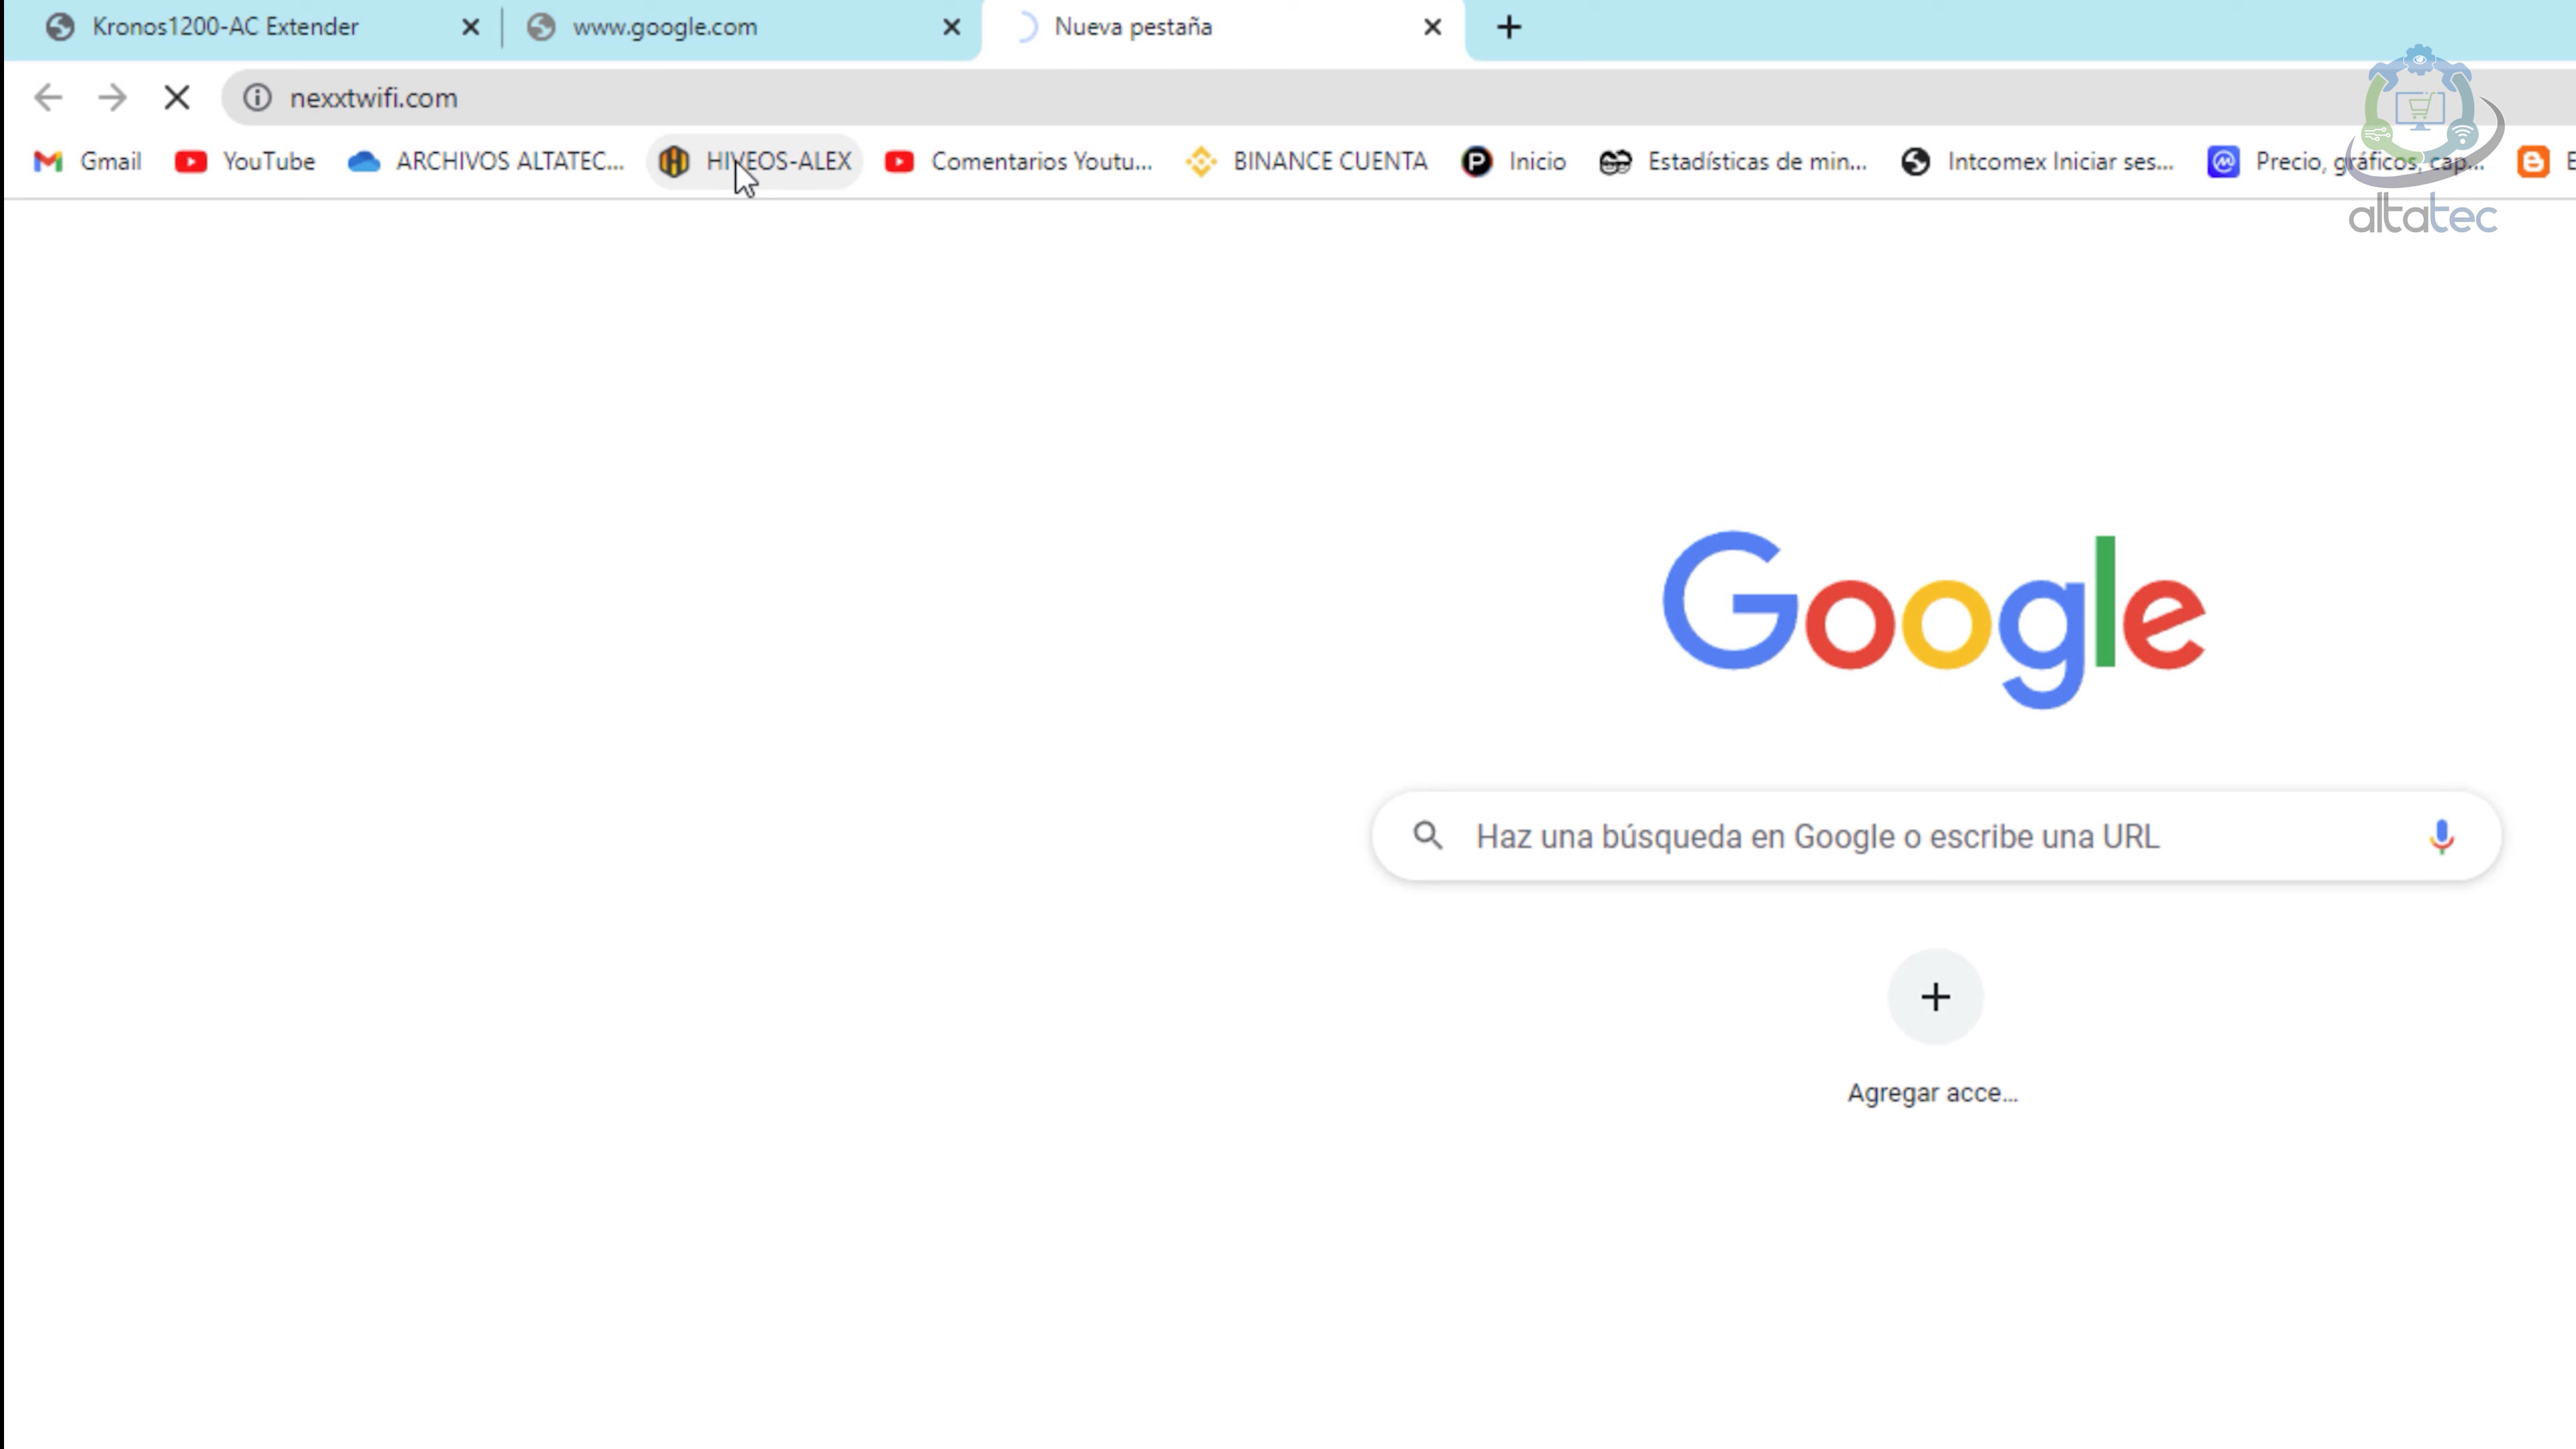 Kronos1200-AC Extender
www.google.com
Nueva pestaña
nexxtwifi.com
Gmail
YouTube
ARCHIVOS ALTATEC...
HIVEOS-ALEX
Comentarios Youtu...
BINANCE CUENTA
Inicio
Estadísticas de min...
Intcomex Iniciar ses...
Precio, gráficos, cap...
altatec
Google
Haz una búsqueda en Google o escribe una URL
Agregar acce...